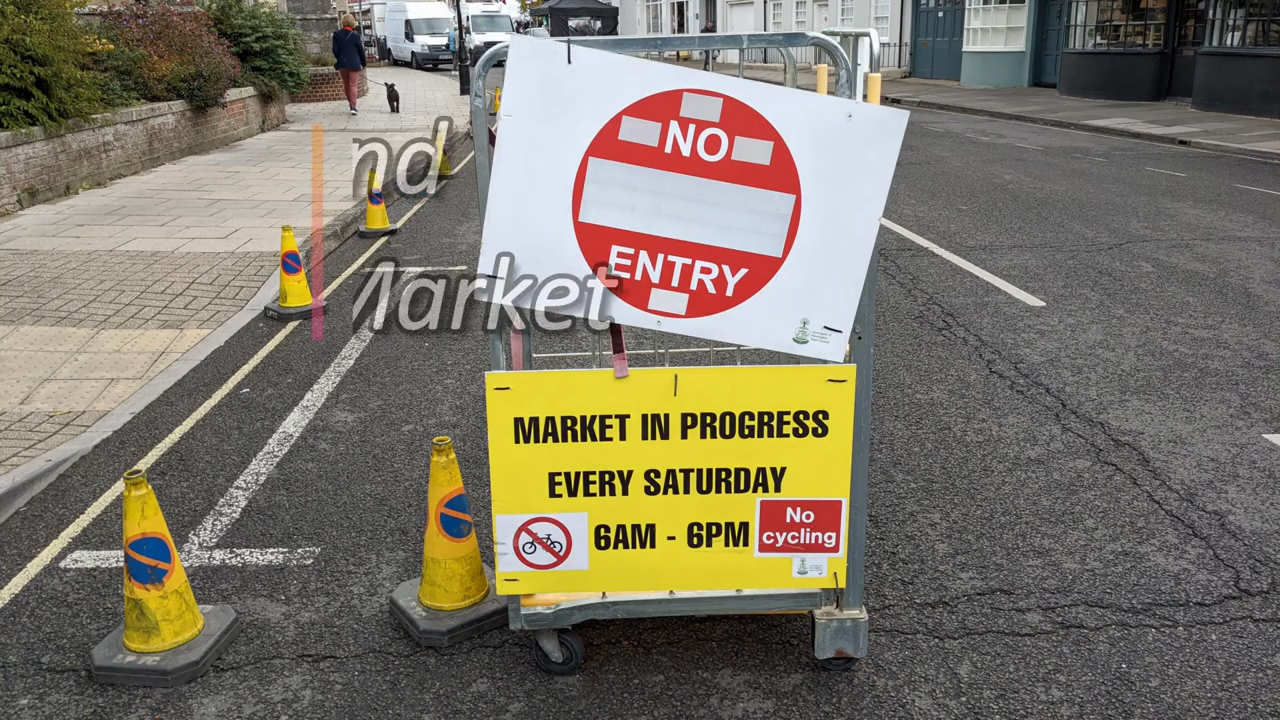 NO
ENTRY
nd
Market
MARKET IN PROGRESS
EVERY SATURDAY
6AM - 6PM
No
cycling